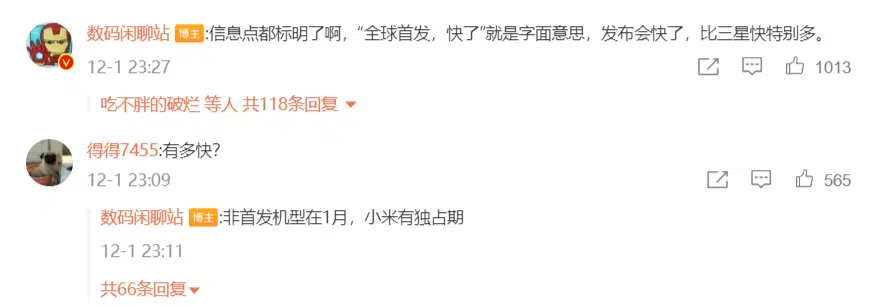 数码闲聊站 博主:信息点都标明了啊，“全球首发，快了”就是字面意思，发布会快了，比三星快特别多。
12-1 23:27 1013
吃不胖的破烂 等人 共118条回复
得得7455:有多快?
12-1 23:09 565
数码闲聊站 博主:非首发机型在1月，小米有独占期
12-1 23:11
共66条回复